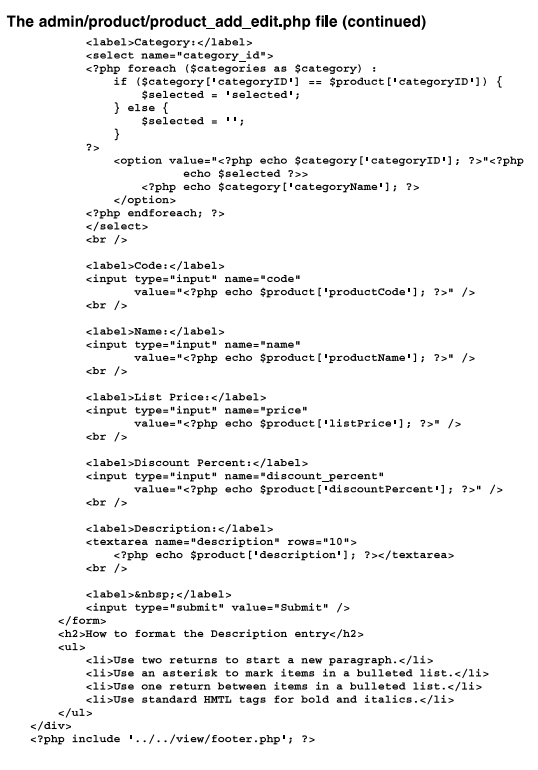 The admin/product/product_add_edit.php file (continued)
<label>Category:</label>
<select name="category_id">
<?php foreach ($categories as $category) :
if ($category['categoryID'] == $product['categoryID']) {
$selected = 'selected';
} else {
$selected = '';
}
?>
<option value="<?php echo $category['categoryID']; ?>"<?php
echo $selected ?>>
<?php echo $category['categoryName']; ?>
</option>
<?php endforeach; ?>
</select>
<br />
<label>Code:</label>
<input type="input" name="code"
value="<?php echo $product['productCode']; ?>" />
<br />
<label>Name:</label>
<input type="input" name="name"
value="<?php echo $product['productName']; ?>" />
<br />
<label>List Price:</label>
<input type="input" name="price"
value="<?php echo $product['listPrice']; ?>" />
<br />
<label>Discount Percent:</label>
<input type="input" name="discount_percent"
value="<?php echo $product['discountPercent']; ?>" />
<br />
<label>Description:</label>
<textarea name="description" rows="10">
<?php echo $product['description']; ?></textarea>
<br />
<label>&nbsp;</label>
<input type="submit" value="Submit" />
</form>
<h2>How to format the Description entry</h2>
<ul>
<li>Use two returns to start a new paragraph.</li>
<li>Use an asterisk to mark items in a bulleted list.</li>
<li>Use one return between items in a bulleted list.</li>
<li>Use standard HMTL tags for bold and italics.</li>
</ul>
</div>
<?php include '../../view/footer.php'; ?>